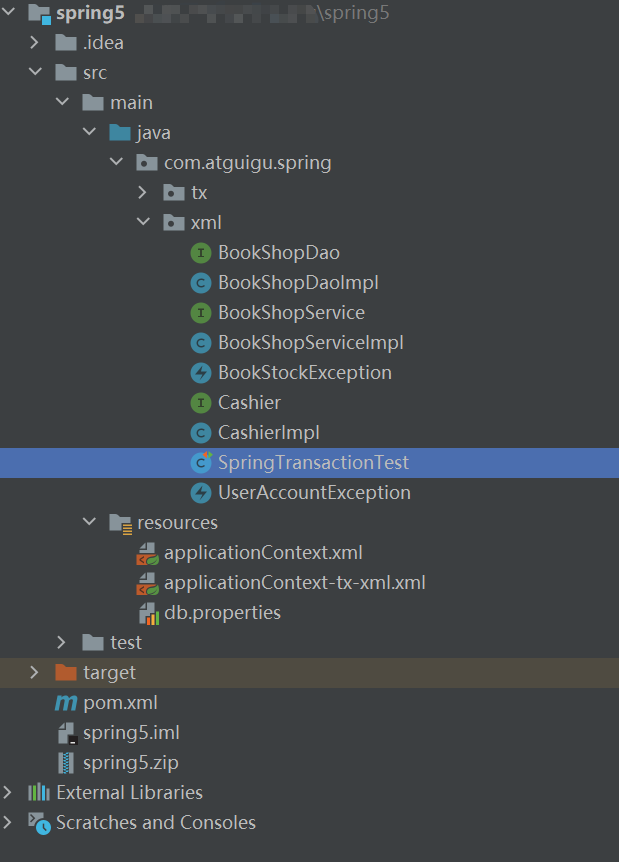 spring5 \spring5
.idea
src
main
java
com.atguigu.spring
tx
xml
BookShopDao
BookShopDaoImpl
BookShopService
BookShopServiceImpl
BookStockException
Cashier
CashierImpl
SpringTransactionTest
UserAccountException
resources
applicationContext.xml
applicationContext-tx-xml.xml
db.properties
test
target
pom.xml
spring5.iml
spring5.zip
External Libraries
Scratches and Consoles